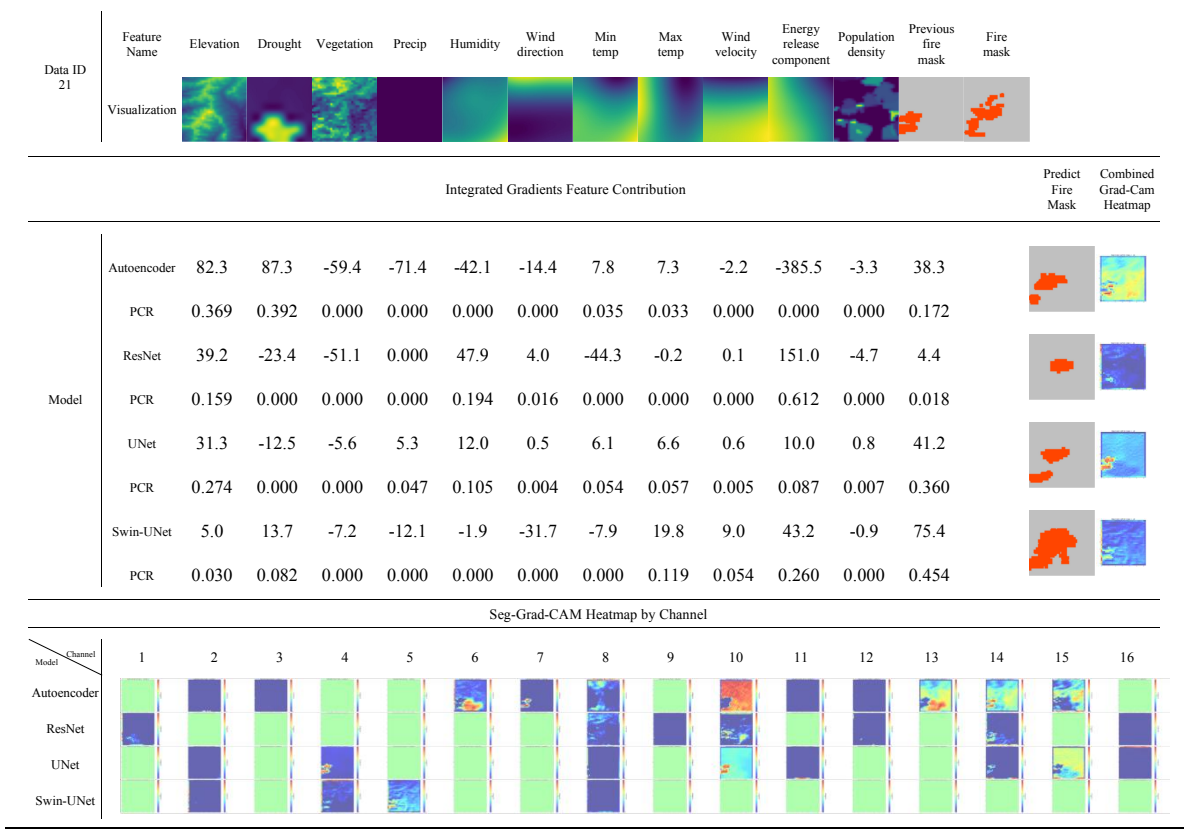 Data ID
21
Feature
Name
Elevation Drought Vegetation Precip Humidity Wind direction Min temp Max temp Wind velocity Energy release component Population density Previous fire mask Fire mask
Visualization
Integrated Gradients Feature Contribution
Predict Fire Mask
Combined Grad-Cam Heatmap
Model
Autoencoder 82.3 87.3 -59.4 -71.4 -42.1 -14.4 7.8 7.3 -2.2 -385.5 -3.3 38.3
PCR 0.369 0.392 0.000 0.000 0.000 0.000 0.035 0.033 0.000 0.000 0.000 0.172
ResNet 39.2 -23.4 -51.1 0.000 47.9 4.0 -44.3 -0.2 0.1 151.0 -4.7 4.4
PCR 0.159 0.000 0.000 0.000 0.194 0.016 0.000 0.000 0.000 0.612 0.000 0.018
UNet 31.3 -12.5 -5.6 5.3 12.0 0.5 6.1 6.6 0.6 10.0 0.8 41.2
PCR 0.274 0.000 0.000 0.047 0.105 0.004 0.054 0.057 0.005 0.087 0.007 0.360
Swin-UNet 5.0 13.7 -7.2 -12.1 -1.9 -31.7 -7.9 19.8 9.0 43.2 -0.9 75.4
PCR 0.030 0.082 0.000 0.000 0.000 0.000 0.000 0.119 0.054 0.260 0.000 0.454
Seg-Grad-CAM Heatmap by Channel
Model Channel 1 2 3 4 5 6 7 8 9 10 11 12 13 14 15 16
Autoencoder
ResNet
UNet
Swin-UNet